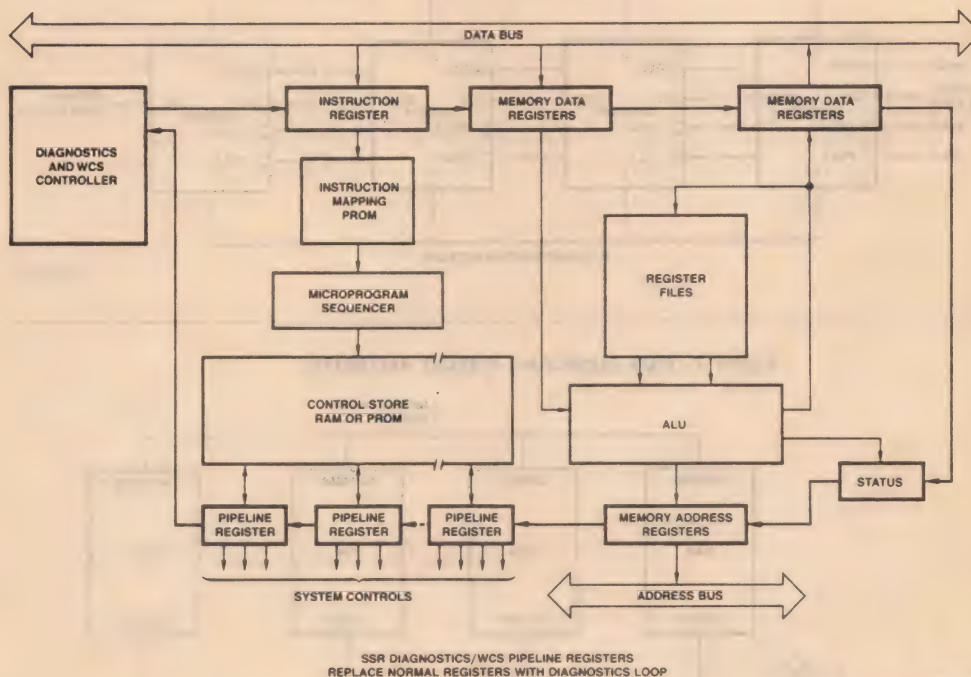 DATA BUS
DIAGNOSTICS
AND WCS
CONTROLLER
INSTRUCTION
REGISTER
MEMORY DATA
REGISTERS
MEMORY DATA
REGISTERS
INSTRUCTION
MAPPING
PROM
REGISTER
FILES
MICROPROGRAM
SEQUENCER
CONTROL STORE
RAM OR PROM
ALU
STATUS
PIPELINE
REGISTER
PIPELINE
REGISTER
PIPELINE
REGISTER
MEMORY ADDRESS
REGISTERS
SYSTEM CONTROLS
ADDRESS BUS
SSR DIAGNOSTICS/WCS PIPELINE REGISTERS
REPLACE NORMAL REGISTERS WITH DIAGNOSTICS LOOP